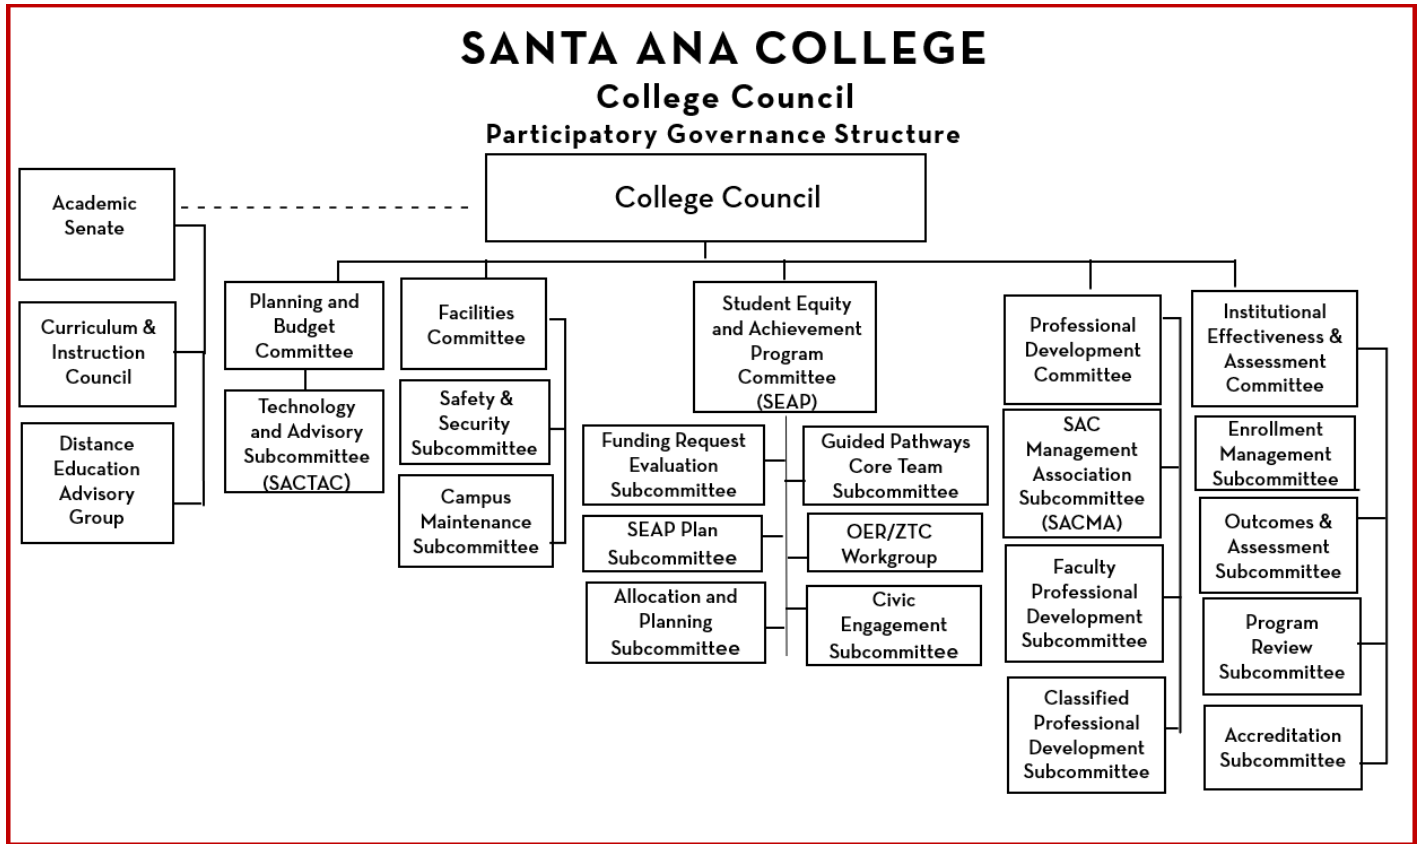 SANTA ANA COLLEGE
College Council
Participatory Governance Structure
College Council
Academic
Senate
Curriculum &
Instruction
Council
Distance
Education
Advisory
Group
Planning and
Budget
Committee
Technology
and Advisory
Subcommittee
(SACTAC)
Facilities
Committee
Safety &
Security
Subcommittee
Campus
Maintenance
Subcommittee
Student Equity
and Achievement
Program
Committee
(SEAP)
Funding Request
Evaluation
Subcommittee
SEAP Plan
Subcommittee
Allocation and
Planning
Subcommittee
Guided Pathways
Core Team
Subcommittee
OER/ZTC
Workgroup
Civic
Engagement
Subcommittee
Professional
Development
Committee
SAC
Management
Association
Subcommittee
(SACMA)
Faculty
Professional
Development
Subcommittee
Classified
Professional
Development
Subcommittee
Institutional
Effectiveness &
Assessment
Committee
Enrollment
Management
Subcommittee
Outcomes &
Assessment
Subcommittee
Program
Review
Subcommittee
Accreditation
Subcommittee